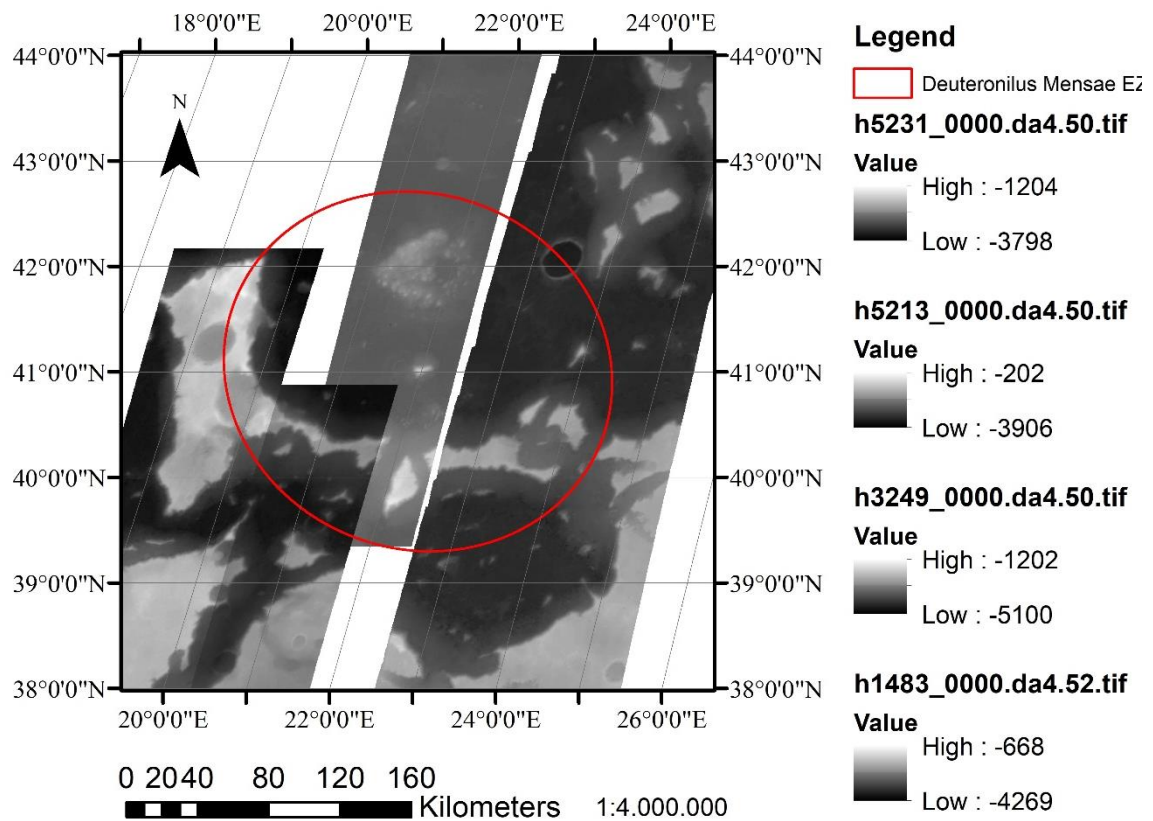 18°0'0"E 20°0'0"E 22°0'0"E 24°0'0"E
44°0'0"N 44°0'0"N
N
43°0'0"N 43°0'0"N
42°0'0"N 42°0'0"N
41°0'0"N 41°0'0"N
40°0'0"N 40°0'0"N
39°0'0"N 39°0'0"N
38°0'0"N 38°0'0"N
20°0'0"E 22°0'0"E 24°0'0"E 26°0'0"E
0 20 40 80 120 160
Kilometers 1:4.000.000
Legend
Deuteronilus Mensae EZ
h5231_0000.da4.50.tif
Value
High : -1204
Low : -3798
h5213_0000.da4.50.tif
Value
High : -202
Low : -3906
h3249_0000.da4.50.tif
Value
High : -1202
Low : -5100
h1483_0000.da4.52.tif
Value
High : -668
Low : -4269